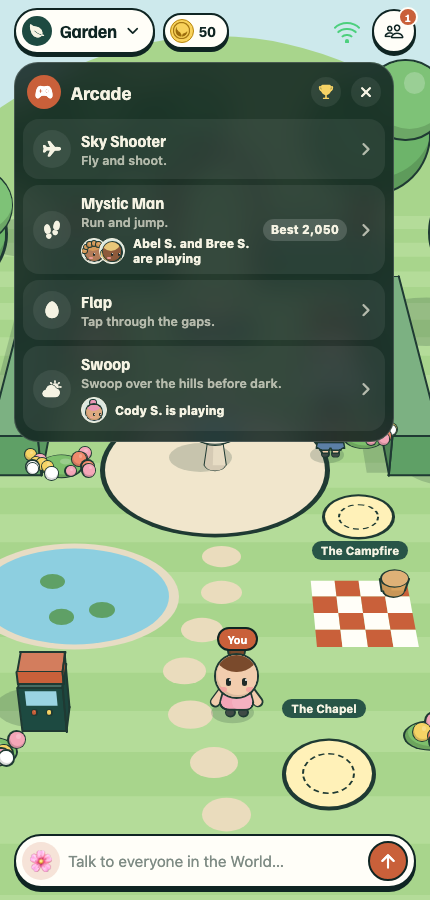 Garden
50
1
Arcade
Sky Shooter
Fly and shoot.
Mystic Man
Run and jump.
Abel S. and Bree S.
are playing
Best 2,050
Flap
Tap through the gaps.
Swoop
Swoop over the hills before dark.
Cody S. is playing
The Campfire
You
The Chapel
Talk to everyone in the World...